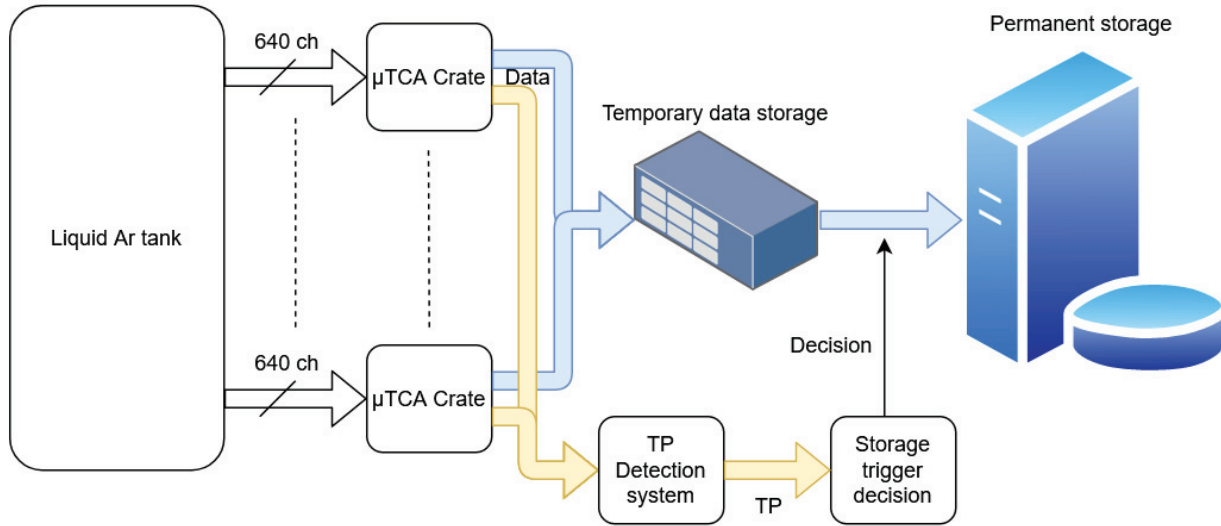 640 ch
µTCA Crate
Data
Permanent storage
Temporary data storage
Liquid Ar tank
640 ch
µTCA Crate
Decision
TP
Detection
system
TP
Storage
trigger
decision